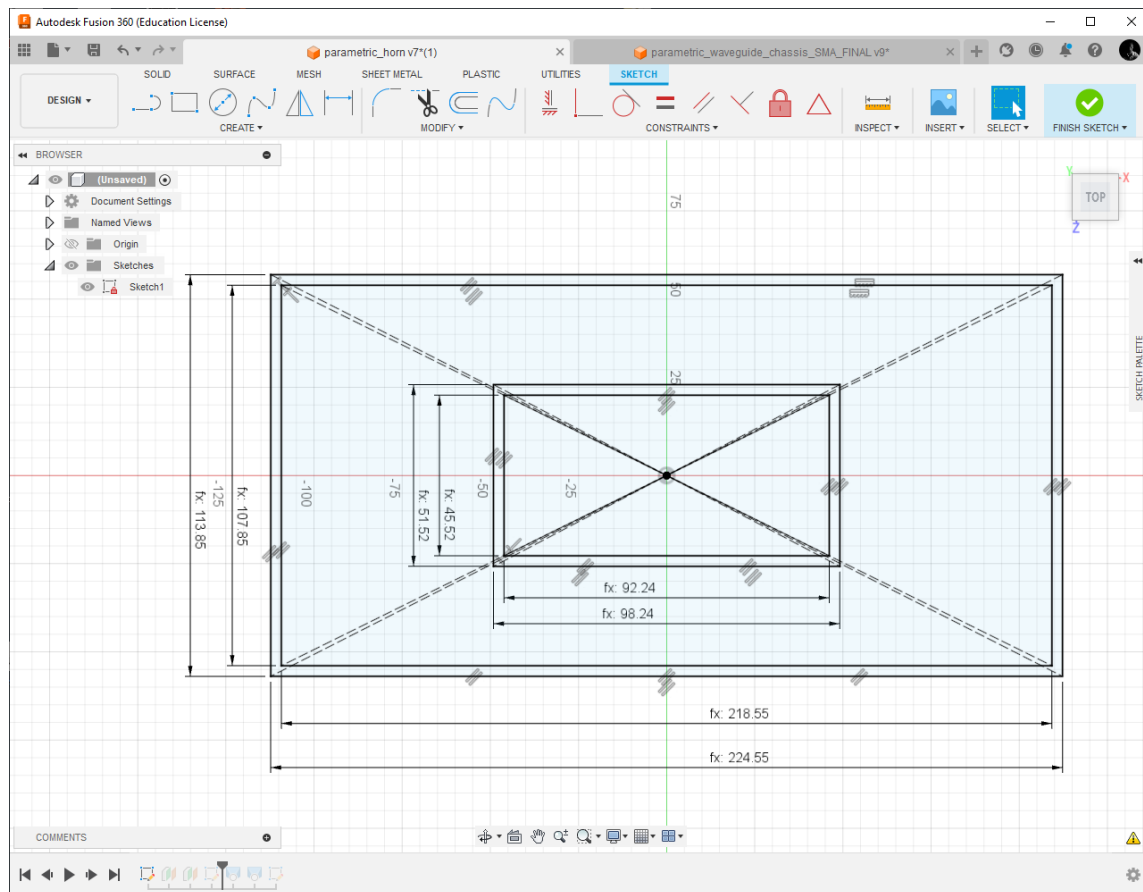 Autodesk Fusion 360 (Education License)
parametric_horn v7*(1)
parametric_waveguide_chassis_SMA_FINAL v9*
SOLID SURFACE MESH SHEET METAL PLASTIC UTILITIES SKETCH
DESIGN
CREATE MODIFY CONSTRAINTS INSPECT INSERT SELECT FINISH SKETCH
BROWSER
(Unsaved)
Document Settings
Named Views
Origin
Sketches
Sketch1
Y
X
TOP
Z
SKETCH PALETTE
75
50
25
-125
-100
-75
-50
-25
fx: 113.85
fx: 107.85
fx: 51.52
fx: 45.52
fx: 92.24
fx: 98.24
fx: 218.55
fx: 224.55
COMMENTS